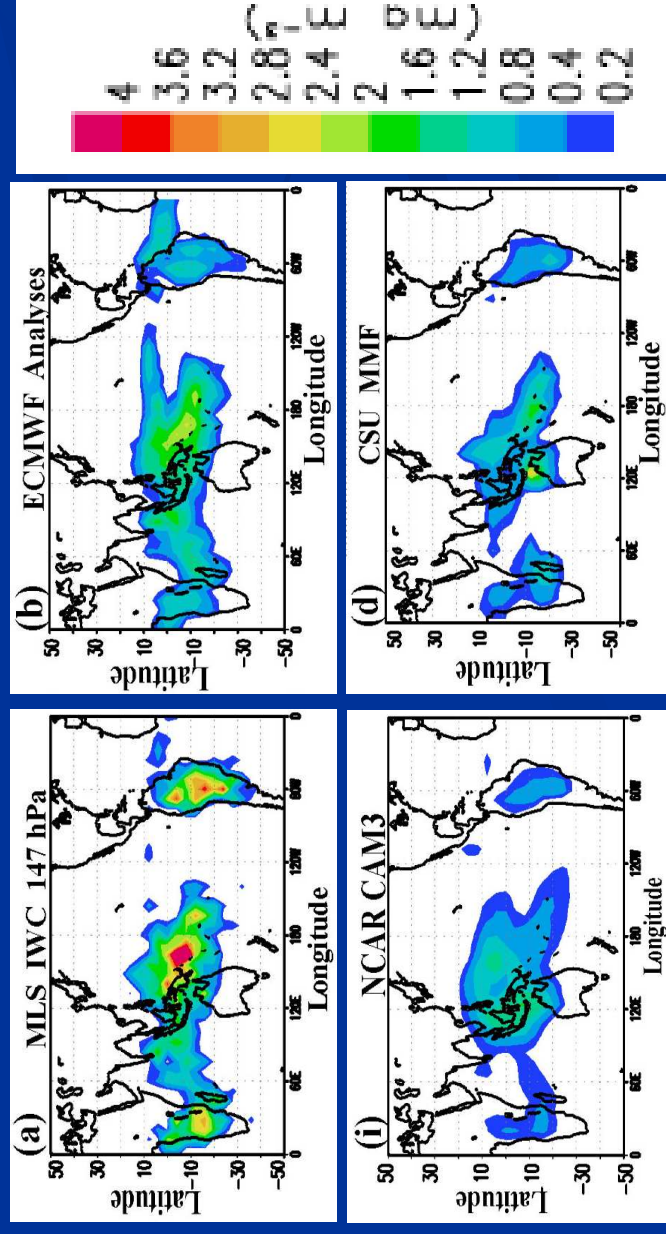 (a) MLS IWC 147 hPa
50
30
10
-10
-30
-50
Latitude
0 60E 120E 180 120W 60W 0
Longitude
(b) ECMWF Analyses
50
30
10
-10
-30
-50
Latitude
0 60E 120E 180 120W 60W 0
Longitude
(i) NCAR CAM3
50
30
10
-10
-30
-50
Latitude
0 60E 120E 180 120W 60W 0
Longitude
(d) CSU MMF
50
30
10
-10
-30
-50
Latitude
0 60E 120E 180 120W 60W 0
Longitude
4
3.6
3.2
2.8
2.4
2
1.6
1.2
0.8
0.4
0.2
(mg m⁻³)